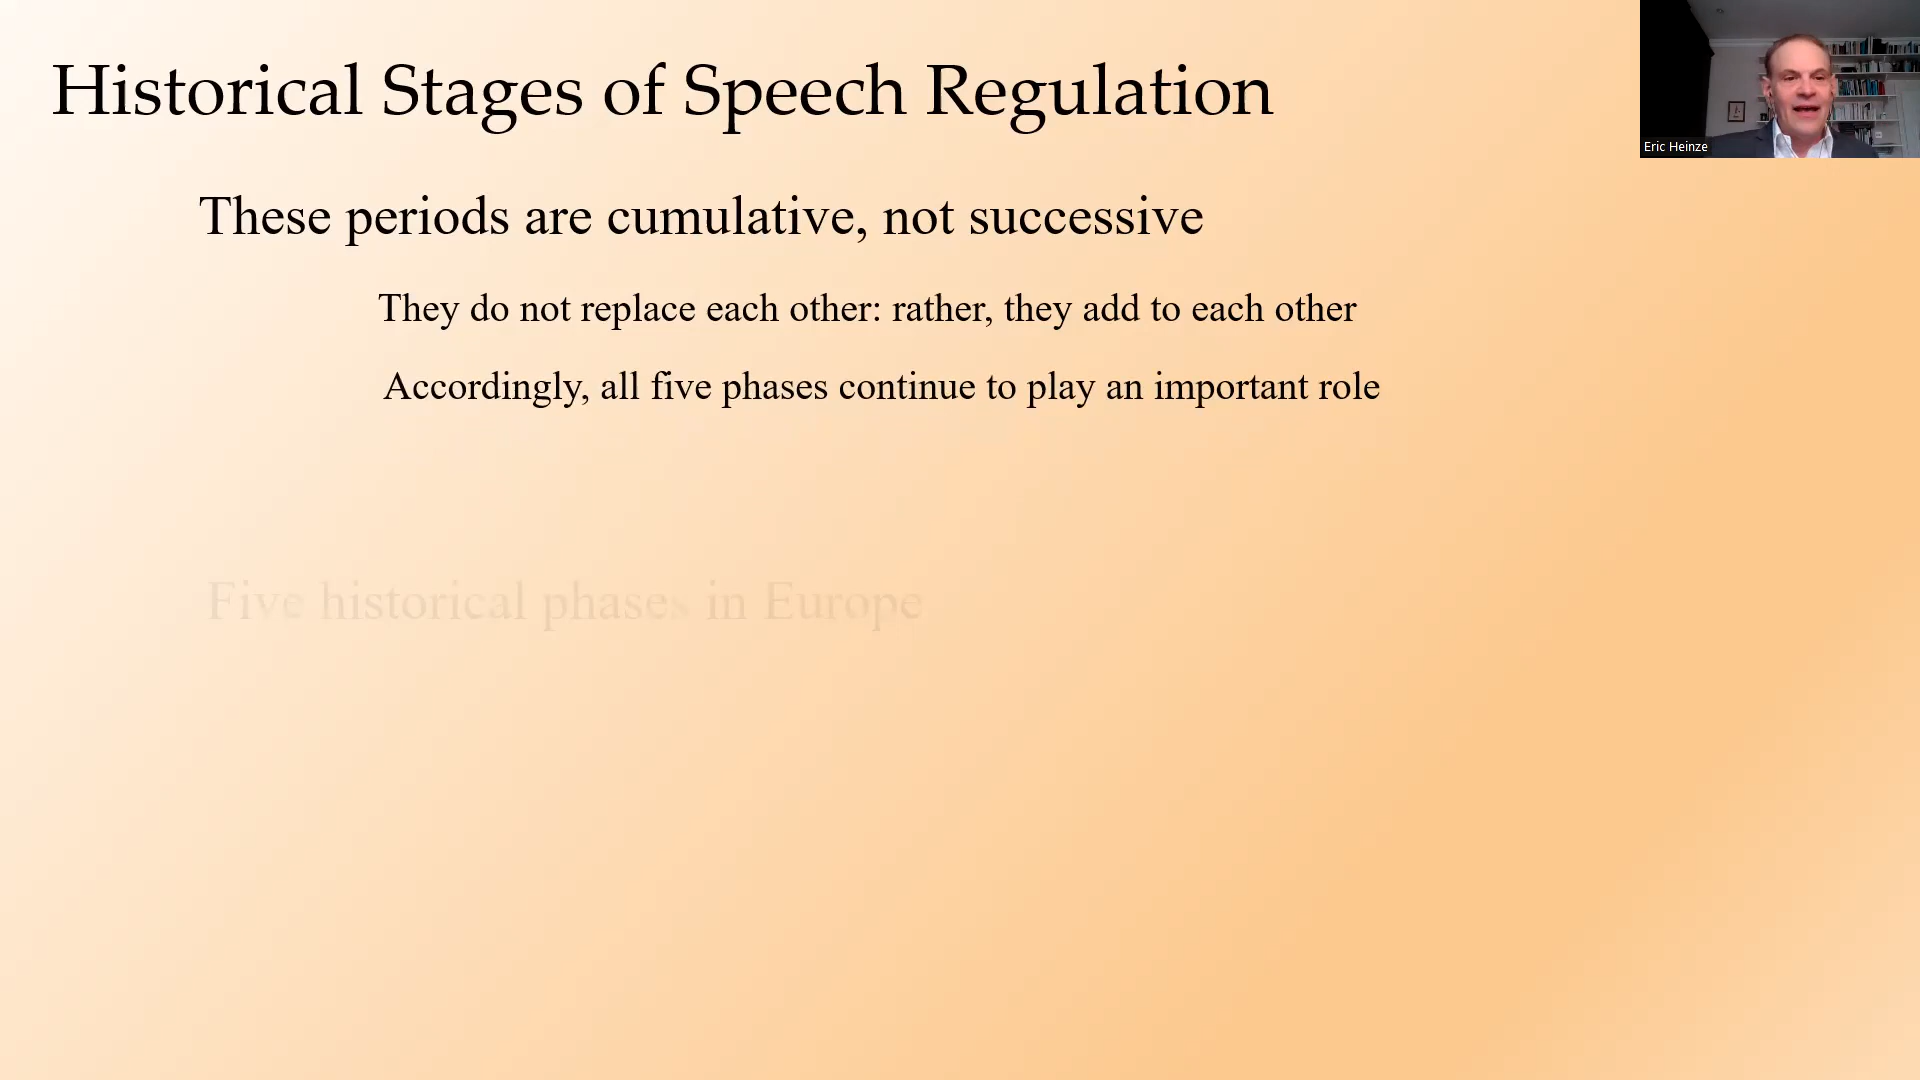 Historical Stages of Speech Regulation
Eric Heinze
These periods are cumulative, not successive
They do not replace each other: rather, they add to each other
Accordingly, all five phases continue to play an important role
Five historical phases in Europe